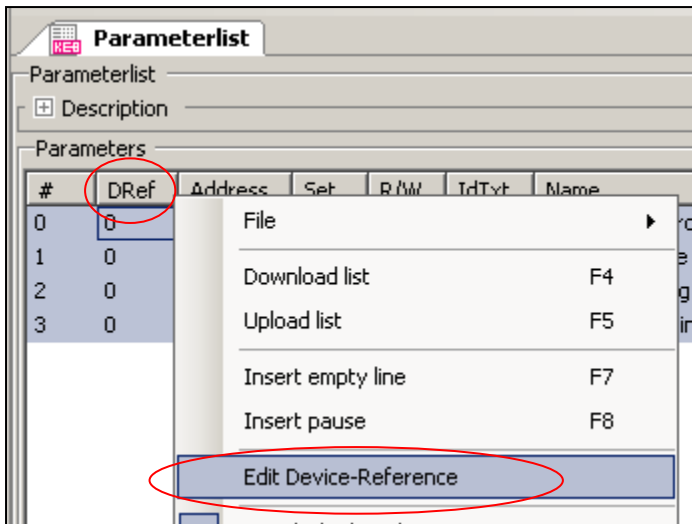 KEB Parameterlist
Parameterlist
Description
Parameters
# DRef Address Set R/W IdTxt Name
0 0
1 0
2 0
3 0
File
Download list F4
Upload list F5
Insert empty line F7
Insert pause F8
Edit Device-Reference